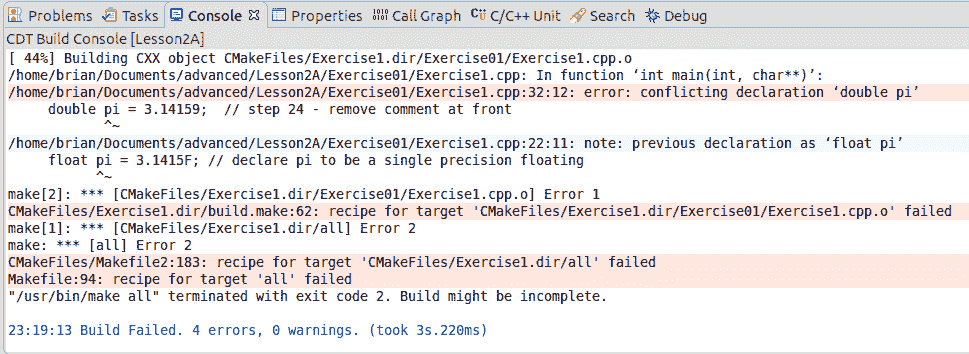 Problems Tasks Console Properties Call Graph C/C++ Unit Search Debug
CDT Build Console [Lesson2A]
[ 44%] Building CXX object CMakeFiles/Exercise1.dir/Exercise01/Exercise1.cpp.o
/home/brian/Documents/advanced/Lesson2A/Exercise01/Exercise1.cpp: In function ‘int main(int, char**)’:
/home/brian/Documents/advanced/Lesson2A/Exercise01/Exercise1.cpp:32:12: error: conflicting declaration ‘double pi’
     double pi = 3.14159;  // step 24 - remove comment at front
            ^~
/home/brian/Documents/advanced/Lesson2A/Exercise01/Exercise1.cpp:22:11: note: previous declaration as ‘float pi’
     float pi = 3.1415F; // declare pi to be a single precision floating
           ^~
make[2]: *** [CMakeFiles/Exercise1.dir/Exercise01/Exercise1.cpp.o] Error 1
CMakeFiles/Exercise1.dir/build.make:62: recipe for target 'CMakeFiles/Exercise1.dir/Exercise01/Exercise1.cpp.o' failed
make[1]: *** [CMakeFiles/Exercise1.dir/all] Error 2
make: *** [all] Error 2
CMakeFiles/Makefile2:183: recipe for target 'CMakeFiles/Exercise1.dir/all' failed
Makefile:94: recipe for target 'all' failed
"/usr/bin/make all" terminated with exit code 2. Build might be incomplete.
23:19:13 Build Failed. 4 errors, 0 warnings. (took 3s.220ms)